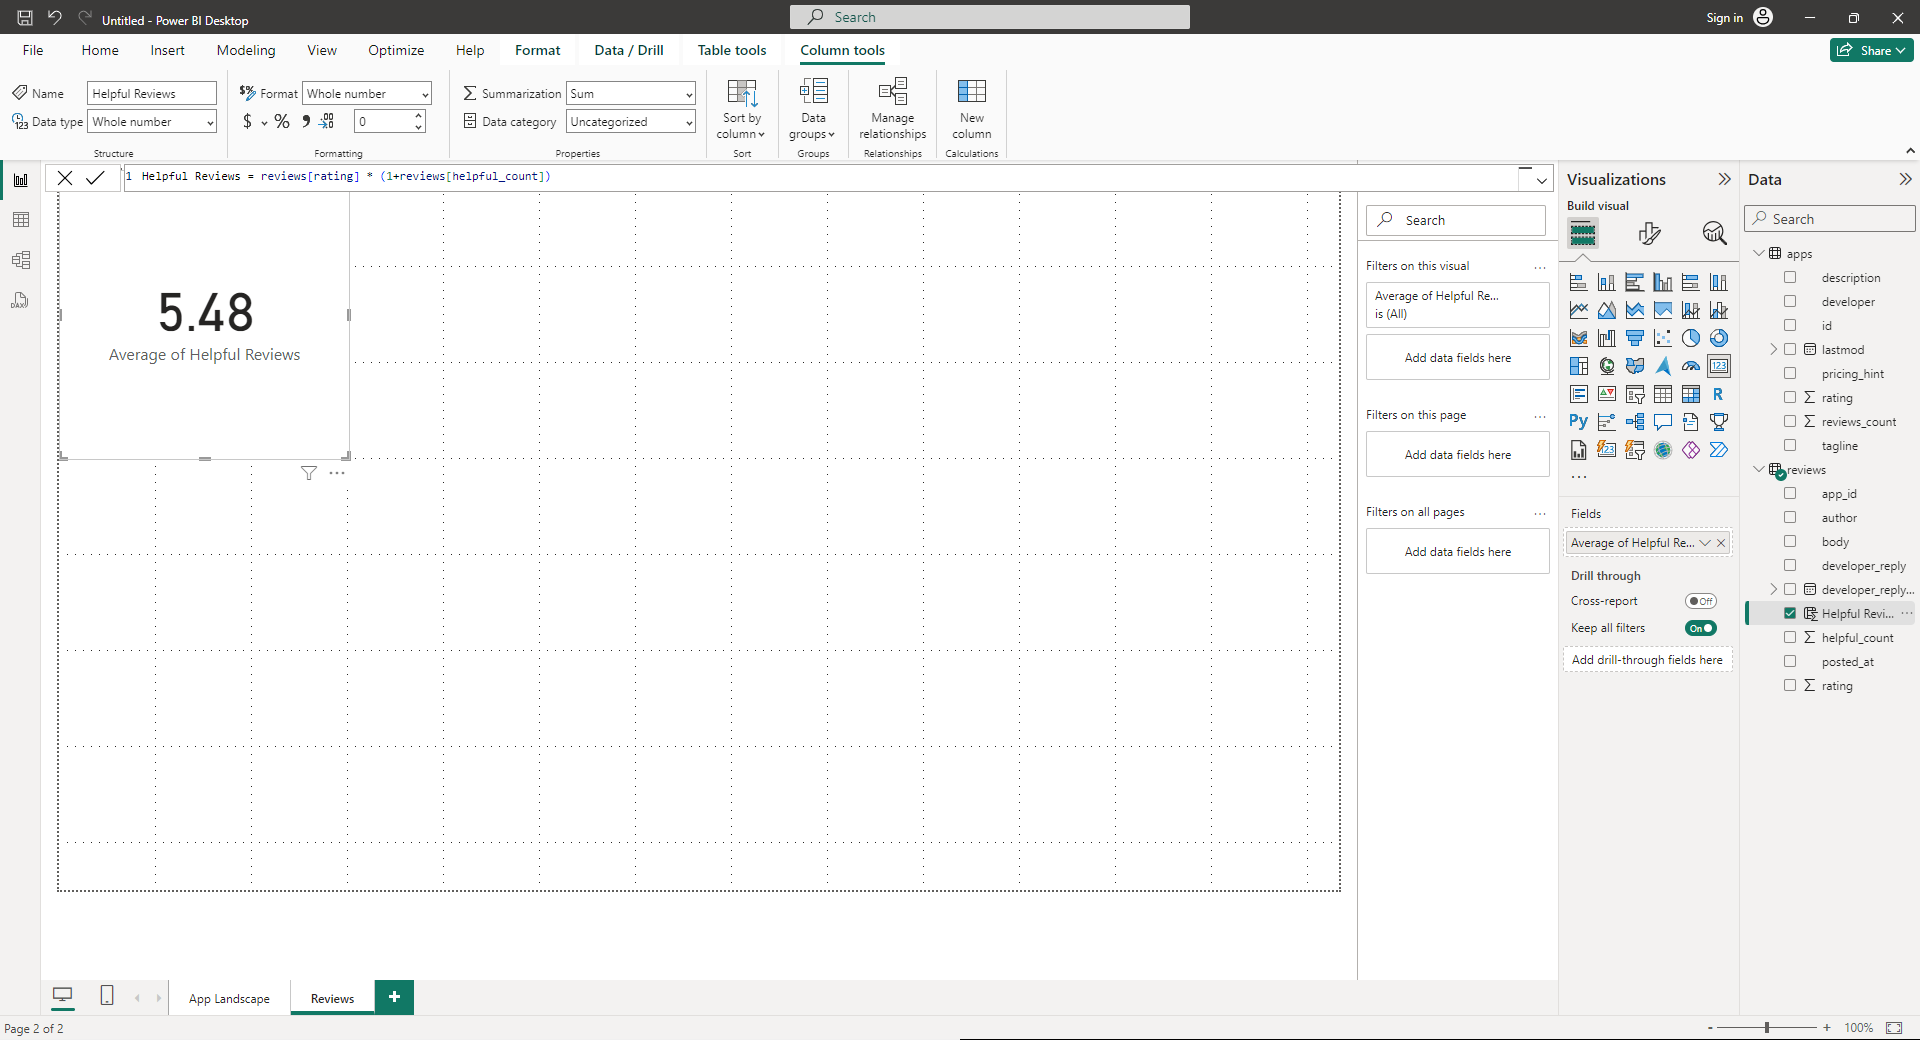 Untitled - Power BI Desktop
Search
Sign in
File Home Insert Modeling View Optimize Help Format Data / Drill Table tools Column tools
Share
Name Helpful Reviews
Data type Whole number
Structure
Format Whole number
$ % 9 .00 0
Formatting
Summarization Sum
Data category Uncategorized
Properties
Sort by
column
Sort
Data
groups
Groups
Manage
relationships
Relationships
New
column
Calculations
1 Helpful Reviews = reviews[rating] * (1+reviews[helpful_count])
5.48
Average of Helpful Reviews
Search
Filters on this visual ...
Average of Helpful Re...
is (All)
Add data fields here
Filters on this page ...
Add data fields here
Filters on all pages ...
Add data fields here
Visualizations
Build visual
123
R
Py
...
Fields
Average of Helpful Re...
Drill through
Cross-report Off
Keep all filters On
Add drill-through fields here
Data
Search
apps
description
developer
id
lastmod
pricing_hint
rating
reviews_count
tagline
reviews
app_id
author
body
developer_reply
developer_reply...
Helpful Revi... ...
helpful_count
posted_at
rating
App Landscape
Reviews
+
Page 2 of 2
- + 100%